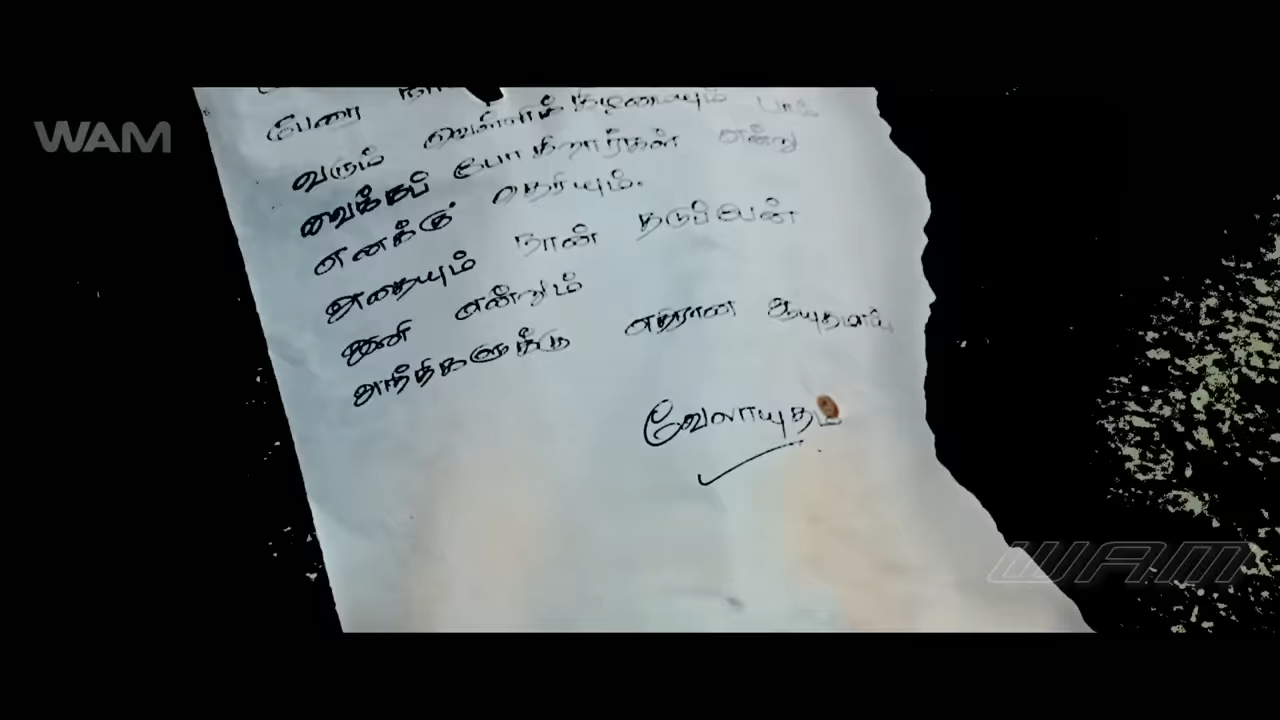 WAM
பேரை
வரும் வெள்ளிக்கிழமையும் பாம்
வைக்கப் போகிறார்கள் என்று
எனக்கு தெரியும்.
அதையும் நான் தடுப்பேன்
இனி என்றும்
அநீதிகளுக்கு எதிரான ஆயுதமாய்
வேலாயுதம்
WAM